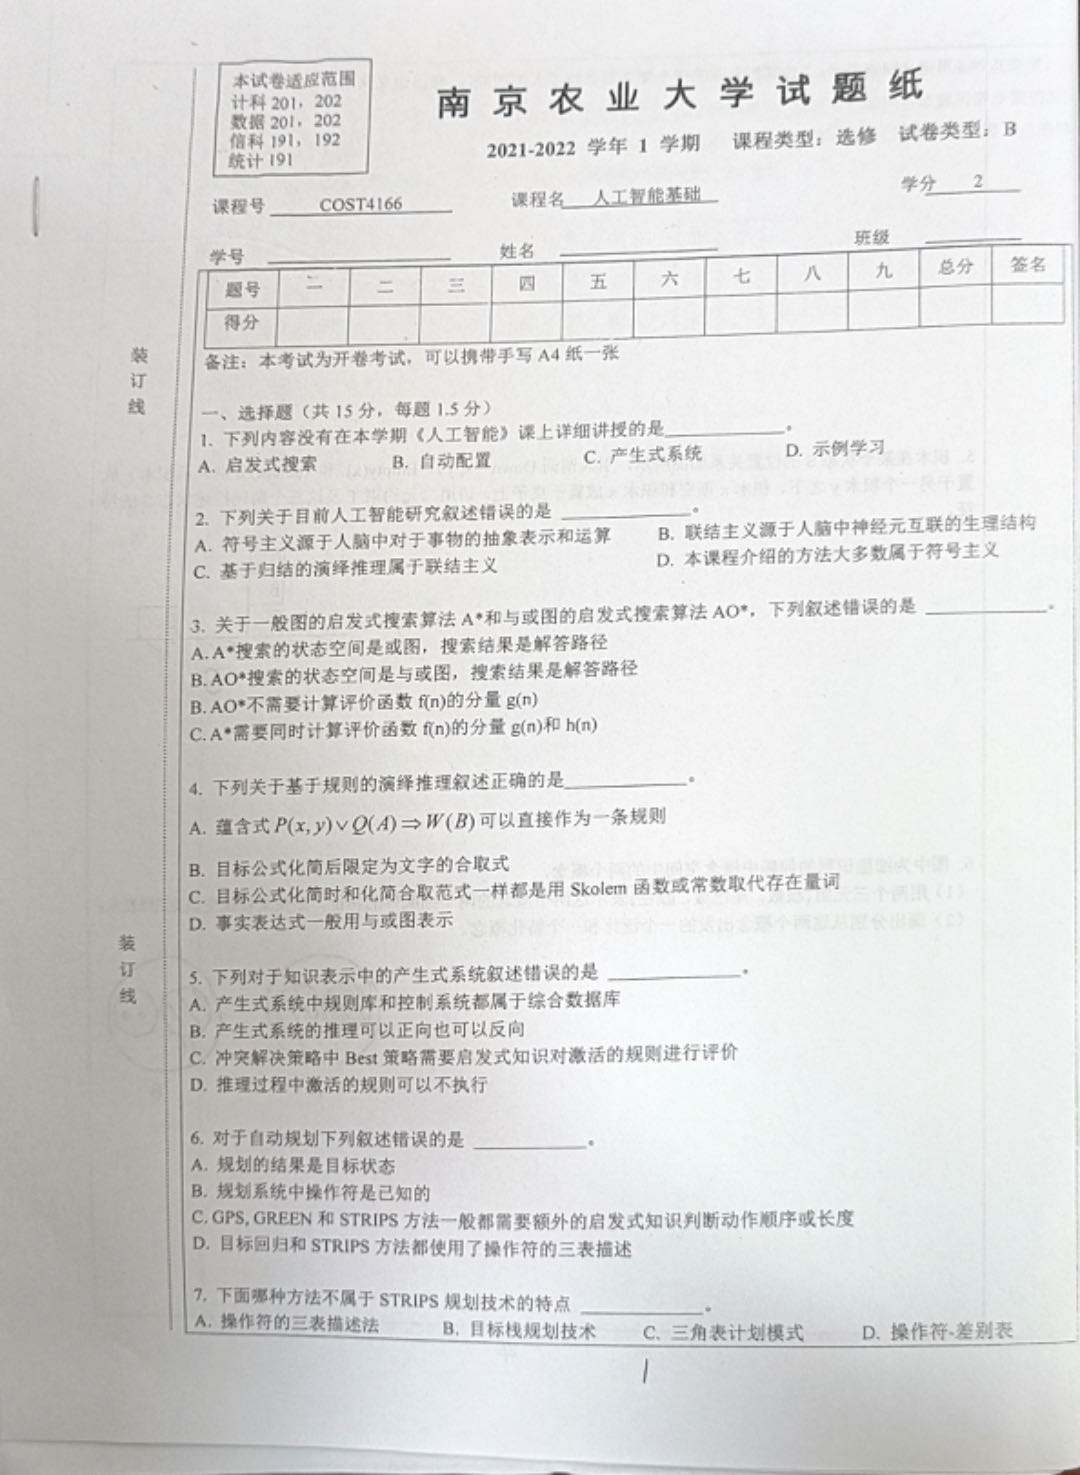 本试卷适应范围
计科 201，202
数据 201，202
信科 191，192
统计 191
南京农业大学试题纸
2021-2022 学年 1 学期 课程类型：选修 试卷类型：B
课程号 COST4166 课程名 人工智能基础 学分 2
学号 姓名 班级
题号 一 二 三 四 五 六 七 八 九 总分 签名
得分
备注：本考试为开卷考试，可以携带手写 A4 纸一张
装
订
线
一、选择题（共 15 分，每题 1.5 分）
1. 下列内容没有在本学期《人工智能》课上详细讲授的是____________。
A. 启发式搜索 B. 自动配置 C. 产生式系统 D. 示例学习
2. 下列关于目前人工智能研究叙述错误的是 ____________。
A. 符号主义源于人脑中对于事物的抽象表示和运算 B. 联结主义源于人脑中神经元互联的生理结构
C. 基于归结的演绎推理属于联结主义 D. 本课程介绍的方法大多数属于符号主义
3. 关于一般图的启发式搜索算法 A*和与或图的启发式搜索算法 AO*，下列叙述错误的是 ____________。
A. A*搜索的状态空间是或图，搜索结果是解答路径
B. AO*搜索的状态空间是与或图，搜索结果是解答路径
B. AO*不需要计算评价函数 f(n)的分量 g(n)
C. A*需要同时计算评价函数 f(n)的分量 g(n)和 h(n)
4. 下列关于基于规则的演绎推理叙述正确的是____________。
A. 蕴含式 P(x, y)∨Q(A)⇒W(B) 可以直接作为一条规则
B. 目标公式化简后限定为文字的合取式
C. 目标公式化简时和化简合取范式一样都是用 Skolem 函数或常数取代存在量词
D. 事实表达式一般用与或图表示
装
订
线
5. 下列对于知识表示中的产生式系统叙述错误的是 ____________。
A. 产生式系统中规则库和控制系统都属于综合数据库
B. 产生式系统的推理可以正向也可以反向
C. 冲突解决策略中 Best 策略需要启发式知识对激活的规则进行评价
D. 推理过程中激活的规则可以不执行
6. 对于自动规划下列叙述错误的是 ____________。
A. 规划的结果是目标状态
B. 规划系统中操作符是已知的
C. GPS, GREEN 和 STRIPS 方法一般都需要额外的启发式知识判断动作顺序或长度
D. 目标回归和 STRIPS 方法都使用了操作符的三表描述
7. 下面哪种方法不属于 STRIPS 规划技术的特点 ____________。
A. 操作符的三表描述法 B. 目标栈规划技术 C. 三角表计划模式 D. 操作符-差别表
1